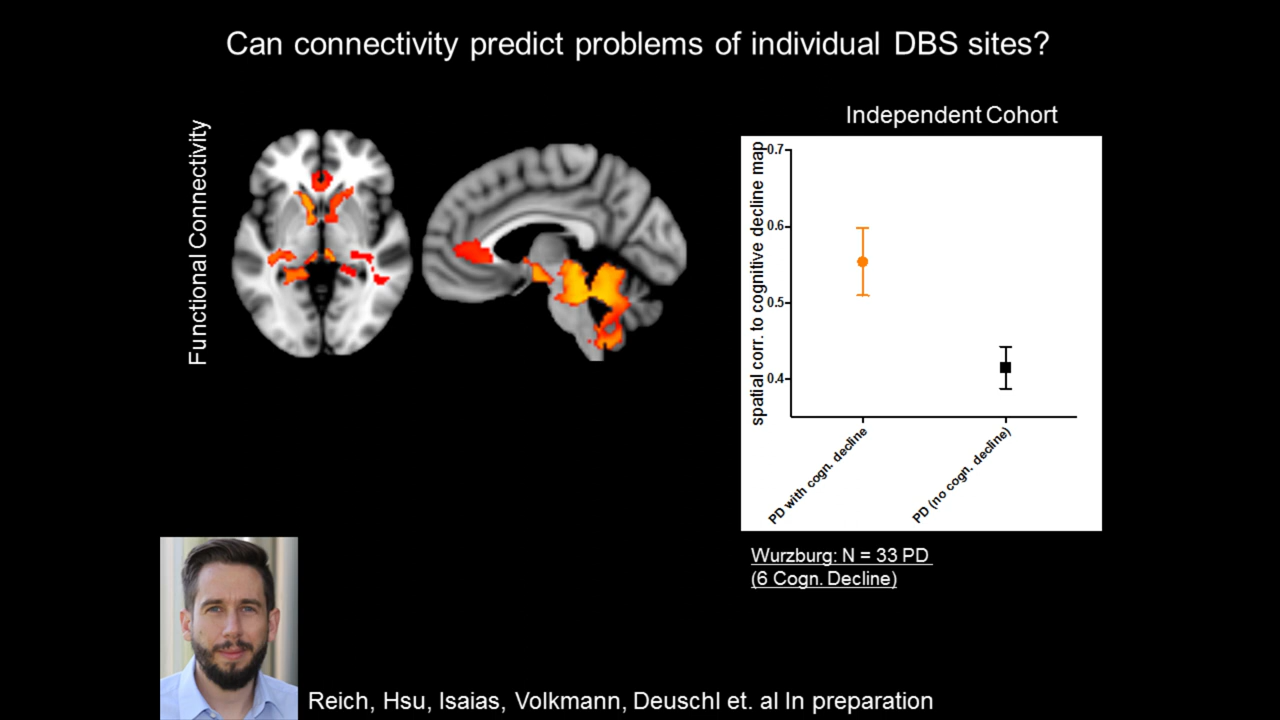 Can connectivity predict problems of individual DBS sites?
Functional Connectivity
Independent Cohort
spatial corr. to cognitive decline map
0.7
0.6
0.5
0.4
PD with cogn. decline
PD (no cogn. decline)
Wurzburg: N = 33 PD
(6 Cogn. Decline)
Reich, Hsu, Isaias, Volkmann, Deuschl et. al In preparation